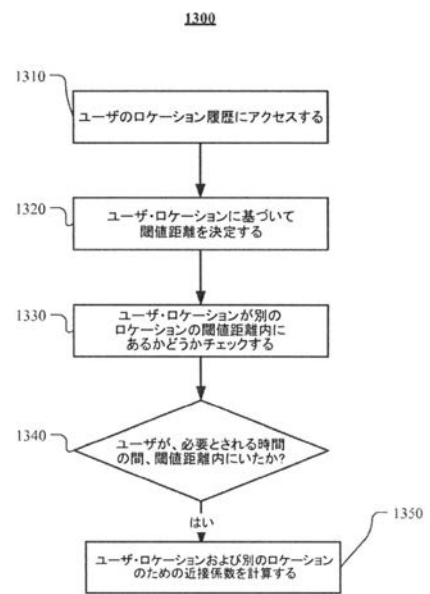 1300
1310
ユーザのロケーション履歴にアクセスする
1320
ユーザ・ロケーションに基づいて
閾値距離を決定する
1330
ユーザ・ロケーションが別の
ロケーションの閾値距離内に
あるかどうかチェックする
1340
ユーザが、必要とされる時間
の間、閾値距離内にいたか?
はい
1350
ユーザ・ロケーションおよび別のロケーション
のための近接係数を計算する